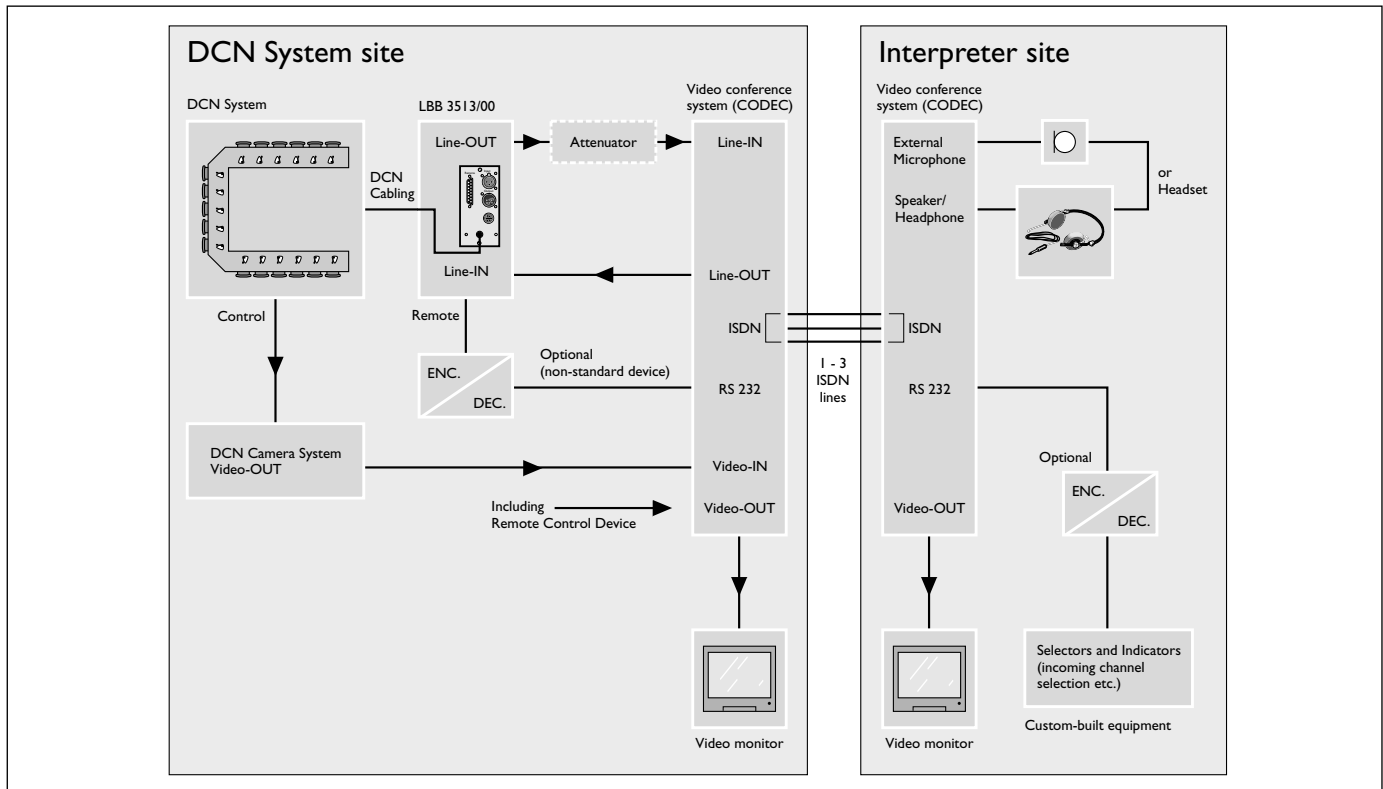 DCN System site
DCN System
LBB 3513/00
Video conference
system (CODEC)
Line-OUT
Attenuator
Line-IN
DCN
Cabling
Line-IN
Line-OUT
Control
Remote
ISDN
ENC.
DEC.
Optional
(non-standard device)
RS 232
DCN Camera System
Video-OUT
Video-IN
Including
Remote Control Device
Video-OUT
Video monitor
1 - 3
ISDN
lines
Interpreter site
Video conference
system (CODEC)
External
Microphone
or
Headset
Speaker/
Headphone
ISDN
RS 232
Optional
ENC.
DEC.
Video-OUT
Selectors and Indicators
(incoming channel
selection etc.)
Video monitor
Custom-built equipment